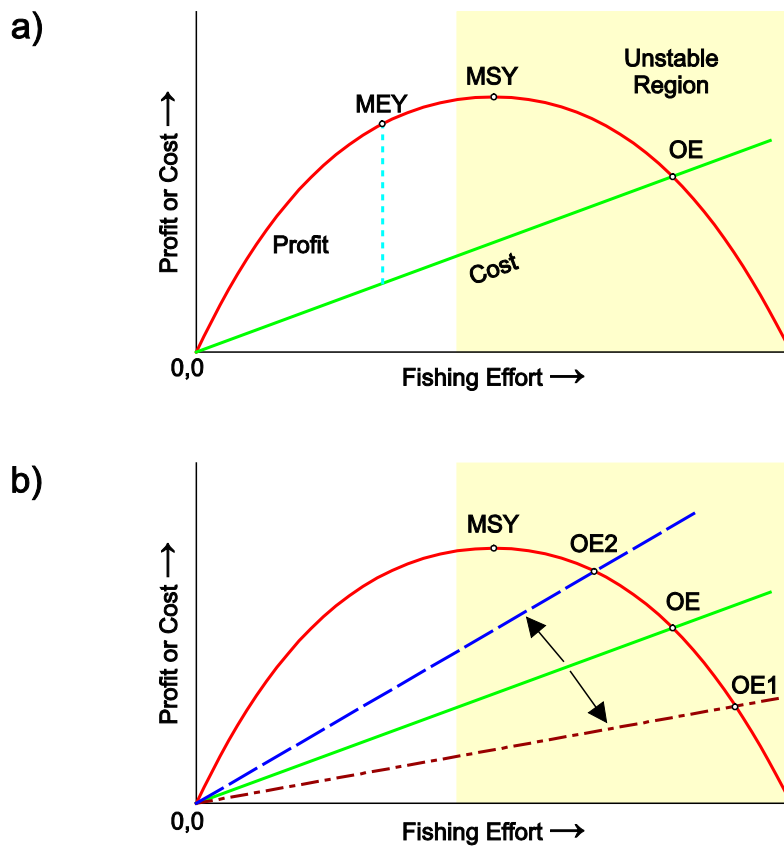 a)
Unstable
Region
MSY
MEY
OE
Profit or Cost →
Profit
Cost
0,0
Fishing Effort →
b)
MSY
OE2
OE
OE1
Profit or Cost →
0,0
Fishing Effort →